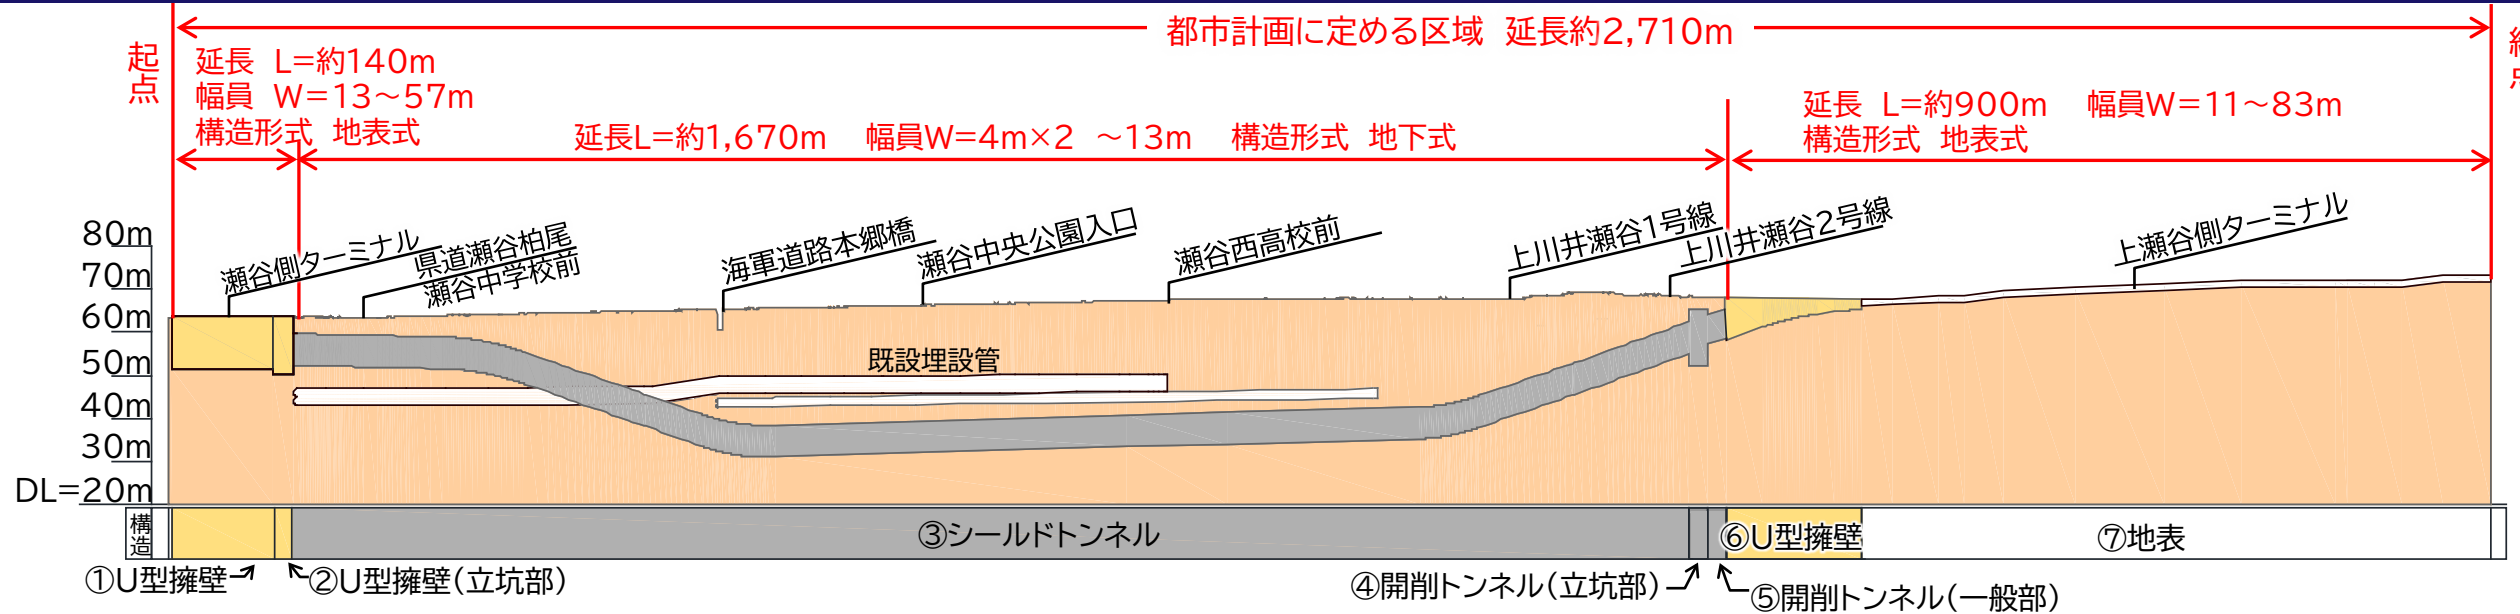 都市計画に定める区域 延長約2,710m
起点
延長 L=約140m
幅員 W=13～57m
構造形式 地表式
延長L=約1,670m 幅員W=4m×2 ～13m 構造形式 地下式
延長 L=約900m 幅員W=11～83m
構造形式 地表式
80m
70m
60m
50m
40m
30m
DL=20m
瀬谷側ターミナル
県道瀬谷柏尾
瀬谷中学校前
海軍道路本郷橋
瀬谷中央公園入口
瀬谷西高校前
上川井瀬谷1号線
上川井瀬谷2号線
上瀬谷側ターミナル
既設埋設管
構造
③シールドトンネル
⑥U型擁壁
⑦地表
①U型擁壁
②U型擁壁(立坑部)
④開削トンネル(立坑部)
⑤開削トンネル(一般部)